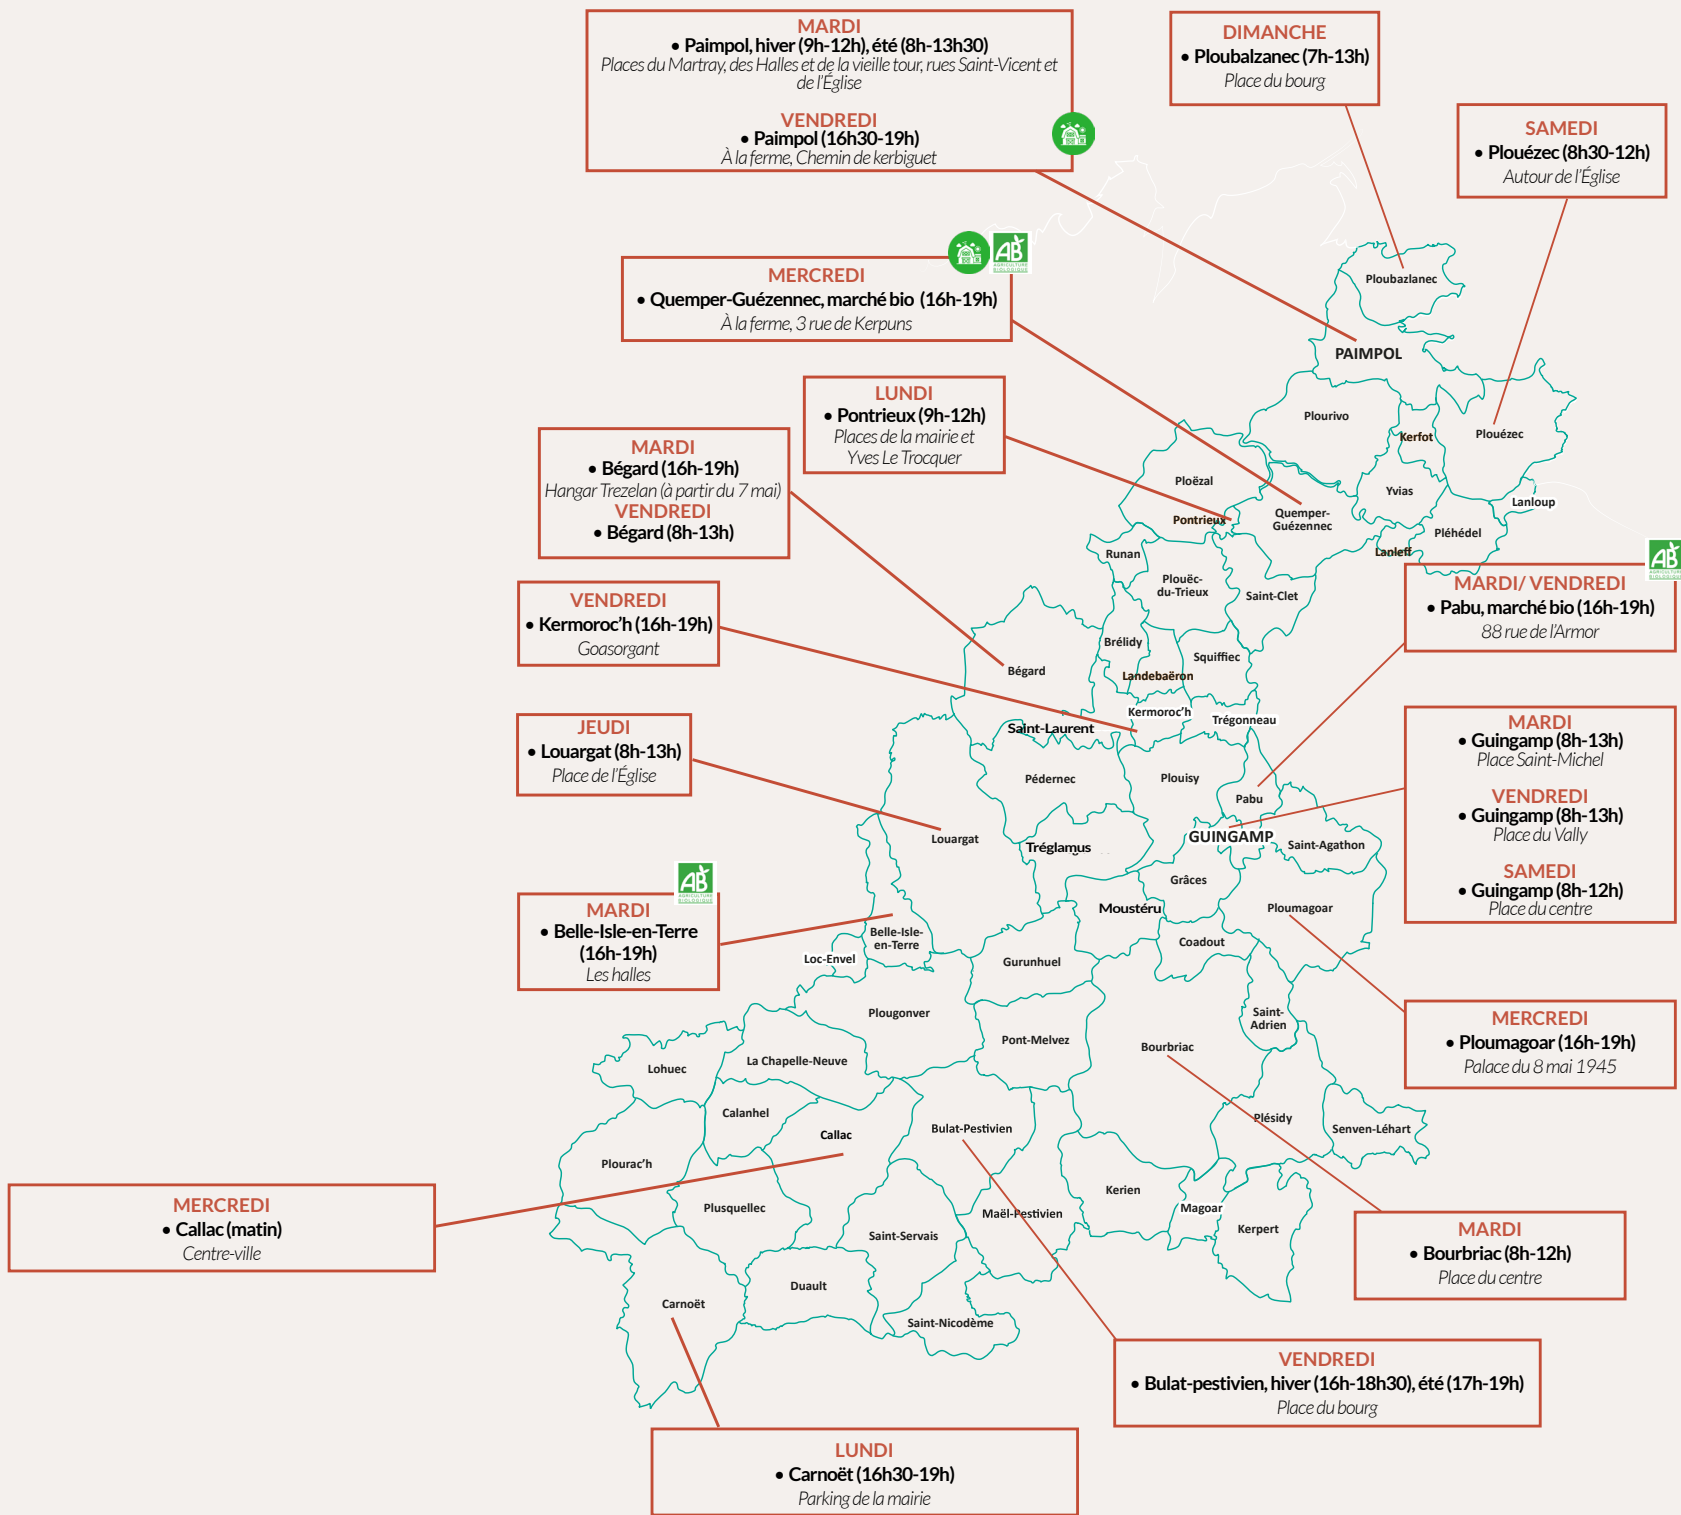 MARDI
• Paimpol, hiver (9h-12h), été (8h-13h30)
Places du Martray, des Halles et de la vieille tour, rues Saint-Vicent et
de l'Église
VENDREDI
• Paimpol (16h30-19h)
À la ferme, Chemin de kerbiguet
DIMANCHE
• Ploubalzanec (7h-13h)
Place du bourg
SAMEDI
• Plouézec (8h30-12h)
Autour de l'Église
AB
AGRICULTURE
BIOLOGIQUE
MERCREDI
• Quemper-Guézennec, marché bio (16h-19h)
À la ferme, 3 rue de Kerpuns
LUNDI
• Pontrieux (9h-12h)
Places de la mairie et
Yves Le Trocquer
MARDI
• Bégard (16h-19h)
Hangar Trezelan (à partir du 7 mai)
VENDREDI
• Bégard (8h-13h)
VENDREDI
• Kermoroc'h (16h-19h)
Goasorgant
JEUDI
• Louargat (8h-13h)
Place de l'Église
AB
AGRICULTURE
BIOLOGIQUE
MARDI
• Belle-Isle-en-Terre
(16h-19h)
Les halles
AB
AGRICULTURE
BIOLOGIQUE
MARDI/ VENDREDI
• Pabu, marché bio (16h-19h)
88 rue de l'Armor
MARDI
• Guingamp (8h-13h)
Place Saint-Michel
VENDREDI
• Guingamp (8h-13h)
Place du Vally
SAMEDI
• Guingamp (8h-12h)
Place du centre
MERCREDI
• Ploumagoar (16h-19h)
Palace du 8 mai 1945
MERCREDI
• Callac (matin)
Centre-ville
MARDI
• Bourbriac (8h-12h)
Place du centre
VENDREDI
• Bulat-pestivien, hiver (16h-18h30), été (17h-19h)
Place du bourg
LUNDI
• Carnoët (16h30-19h)
Parking de la mairie
Ploubazlanec
PAIMPOL
Plourivo
Kerfot
Plouézec
Ploëzal
Yvias
Lanloup
Pontrieux
Quemper-
Guézennec
Pléhédel
Lanleff
Runan
Plouëc-
du-Trieux
Saint-Clet
Brélidy
Squiffiec
Bégard
Landebaëron
Kermoroc'h
Trégonneau
Saint-Laurent
Pédernec
Plouisy
Pabu
GUINGAMP
Louargat
Tréglamus
Saint-Agathon
Grâces
Moustéru
Ploumagoar
Belle-Isle-
en-Terre
Coadout
Loc-Envel
Gurunhuel
Plougonver
Saint-
Adrien
Pont-Melvez
Bourbriac
La Chapelle-Neuve
Lohuec
Calanhel
Callac
Bulat-Pestivien
Plésidy
Senven-Léhart
Plourac'h
Kerien
Plusquellec
Magoar
Maël-Pestivien
Saint-Servais
Kerpert
Duault
Carnoët
Saint-Nicodème